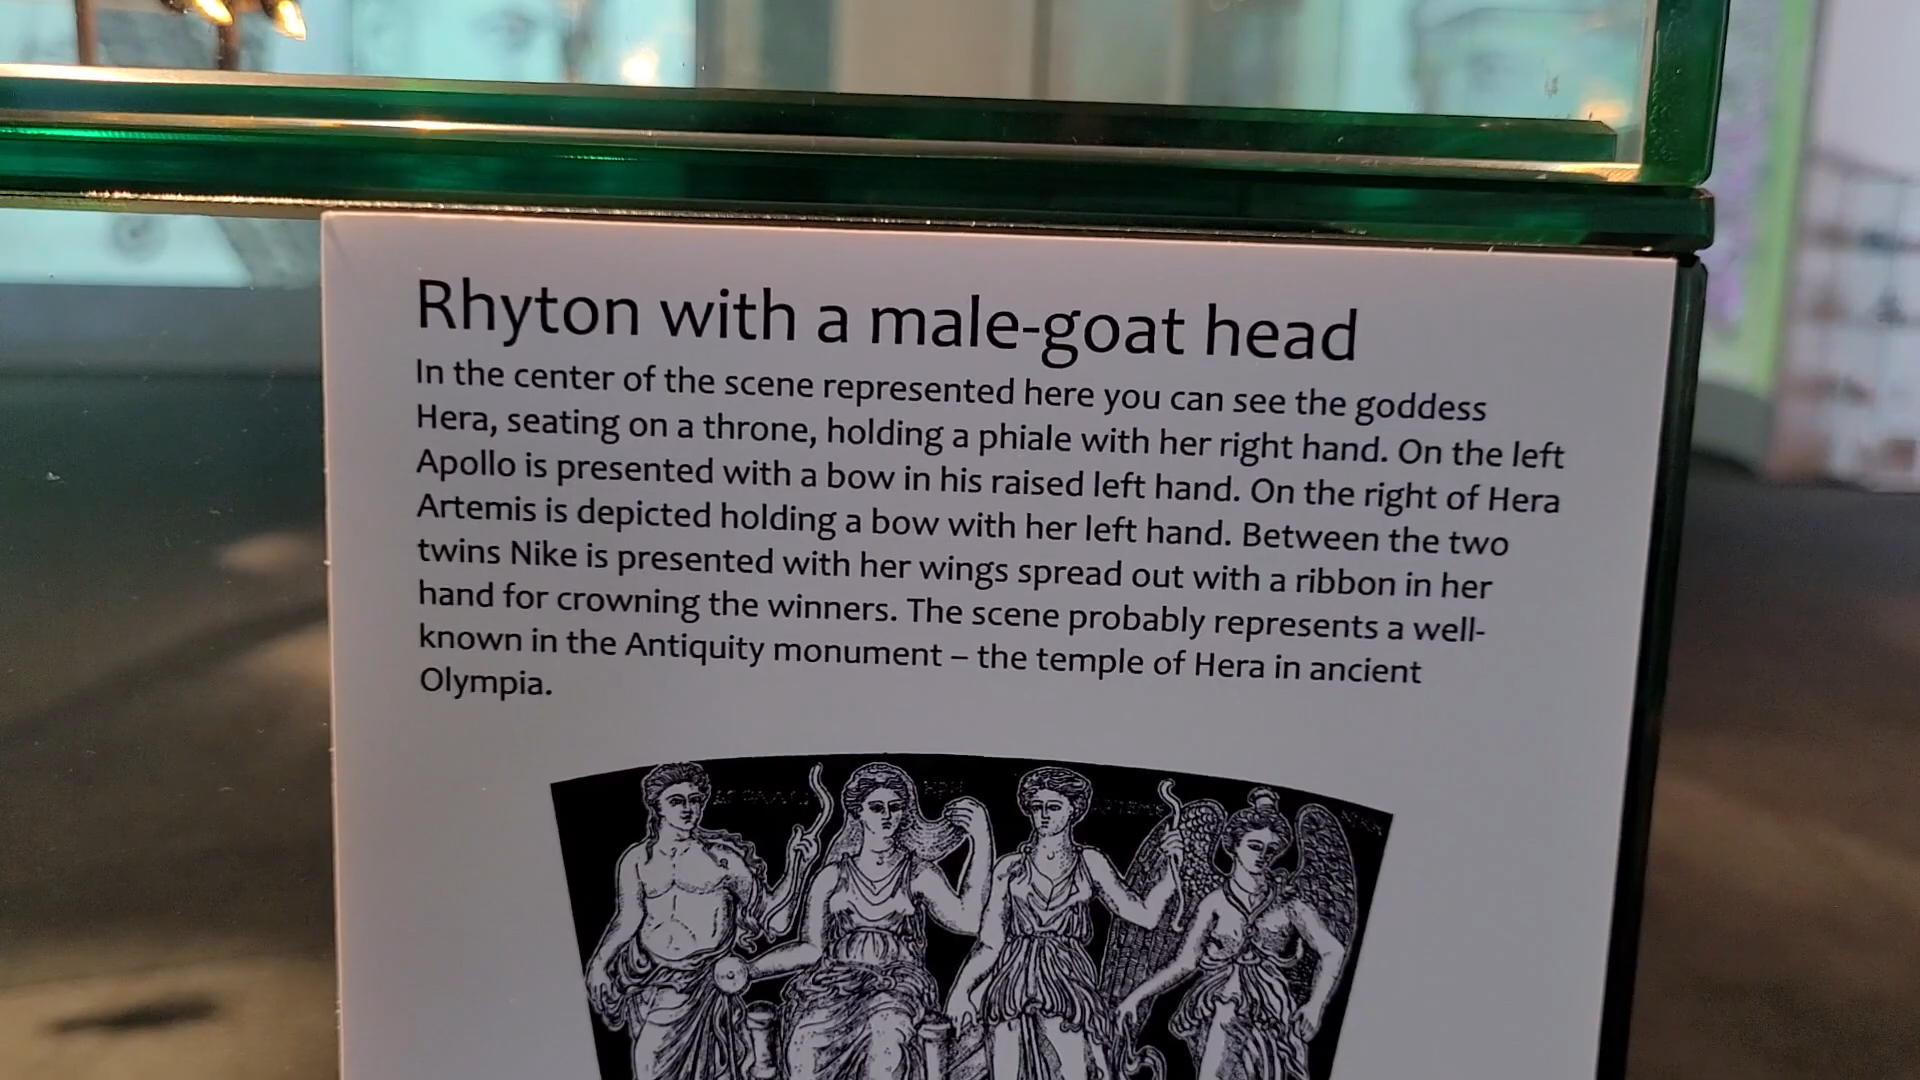 Rhyton with a male-goat head
In the center of the scene represented here you can see the goddess
Hera, seating on a throne, holding a phiale with her right hand. On the left
Apollo is presented with a bow in his raised left hand. On the right of Hera
Artemis is depicted holding a bow with her left hand. Between the two
twins Nike is presented with her wings spread out with a ribbon in her
hand for crowning the winners. The scene probably represents a well-
known in the Antiquity monument – the temple of Hera in ancient
Olympia.